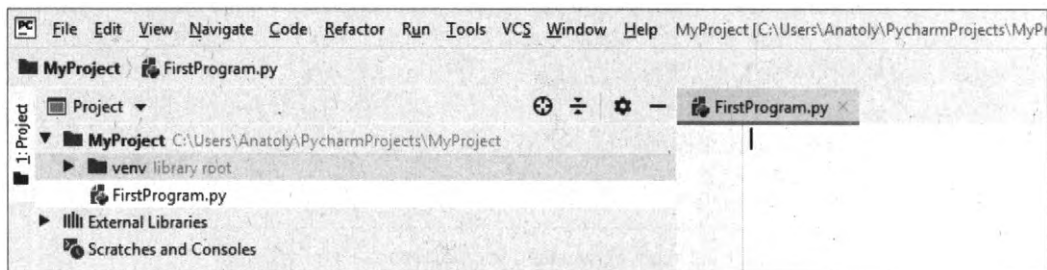 PC File Edit View Navigate Code Refactor Run Tools VCS Window Help MyProject [C:\Users\Anatoly\PycharmProjects\MyPr
MyProject FirstProgram.py
1: Project
Project
FirstProgram.py ×
MyProject C:\Users\Anatoly\PycharmProjects\MyProject
venv library root
FirstProgram.py
External Libraries
Scratches and Consoles